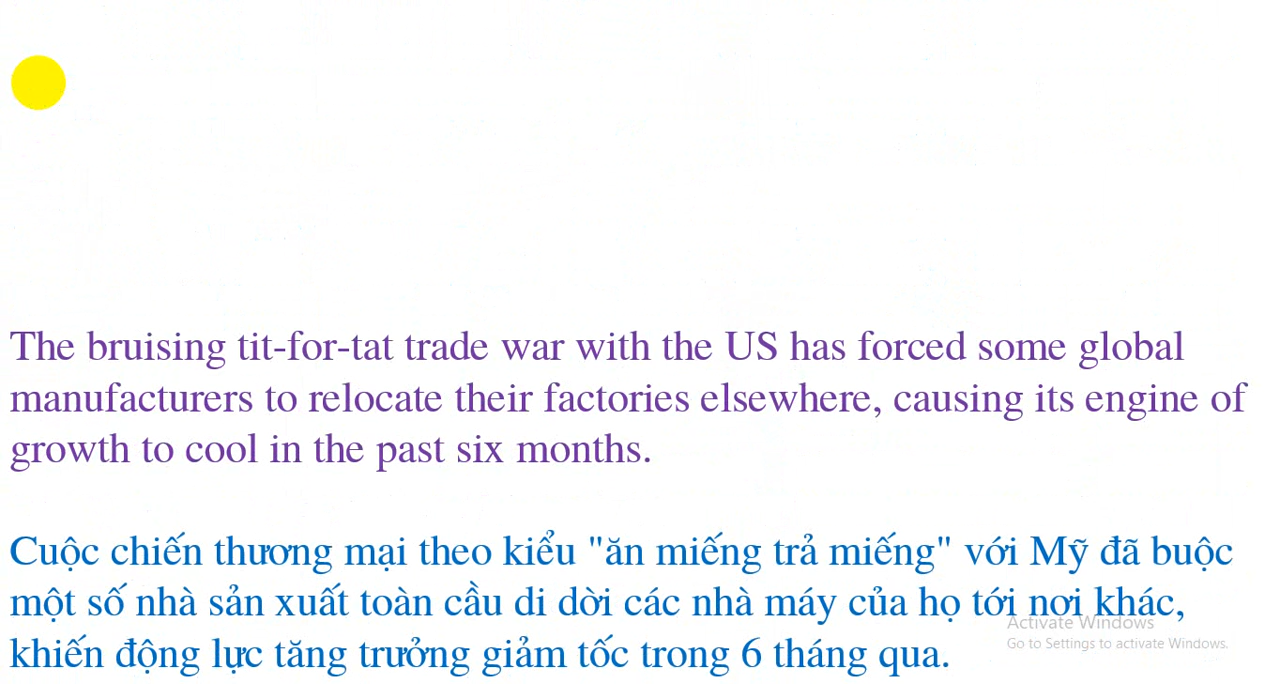 The bruising tit-for-tat trade war with the US has forced some global
manufacturers to relocate their factories elsewhere, causing its engine of
growth to cool in the past six months.
Cuộc chiến thương mại theo kiểu "ăn miếng trả miếng" với Mỹ đã buộc
một số nhà sản xuất toàn cầu di dời các nhà máy của họ tới nơi khác,
khiến động lực tăng trưởng giảm tốc trong 6 tháng qua.
Activate Windows
Go to Settings to activate Windows.